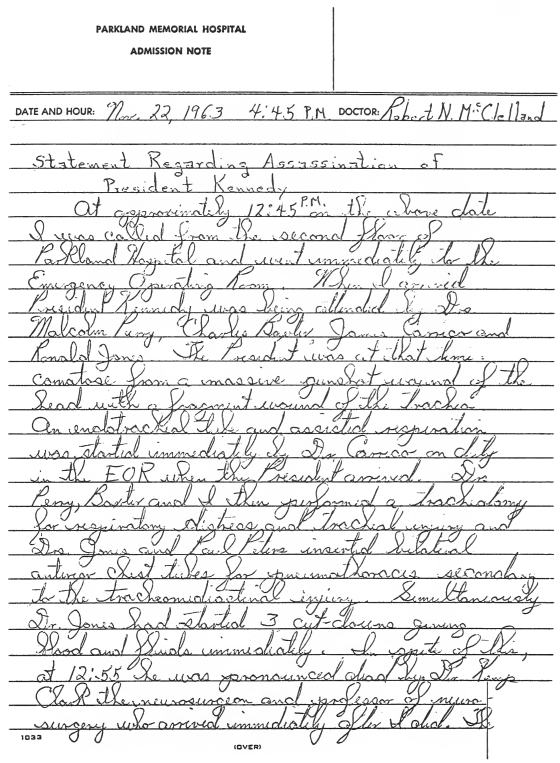 PARKLAND MEMORIAL HOSPITAL
ADMISSION NOTE
DATE AND HOUR: Nov. 22, 1963 4:45 P.M. DOCTOR: Robert N. McClelland
Statement Regarding Assassination of
President Kennedy
At approximately 12:45 P.M. on the above date
I was called from the second floor of
Parkland Hospital and went immediately to the
Emergency Operating Room. When I arrived
President Kennedy was being attended by Drs
Malcolm Perry, Charles Baxter, James Carrico and
Ronald Jones. The President was at that time
comatose from a massive gunshot wound of the
head with a fragment wound of the trachea.
An endotracheal tube and assisted respiration
was started immediately by Dr. Carrico on duty
in the EOR when the President arrived. Drs.
Perry, Baxter and I then performed a tracheotomy
for respiratory distress and tracheal injury and
Drs. Jones and Paul Peters inserted bilateral
anterior chest tubes for pneumothoracis secondary
to the tracheomediastinal injury. Simultaneously
Dr. Jones had started 3 cut-downs giving
blood and fluids immediately. In spite of this,
at 12:55 he was pronounced dead by Dr. Kemp
Clark the neurosurgeon and professor of neuro-
surgery who arrived immediately after I did. The
1033
(OVER)